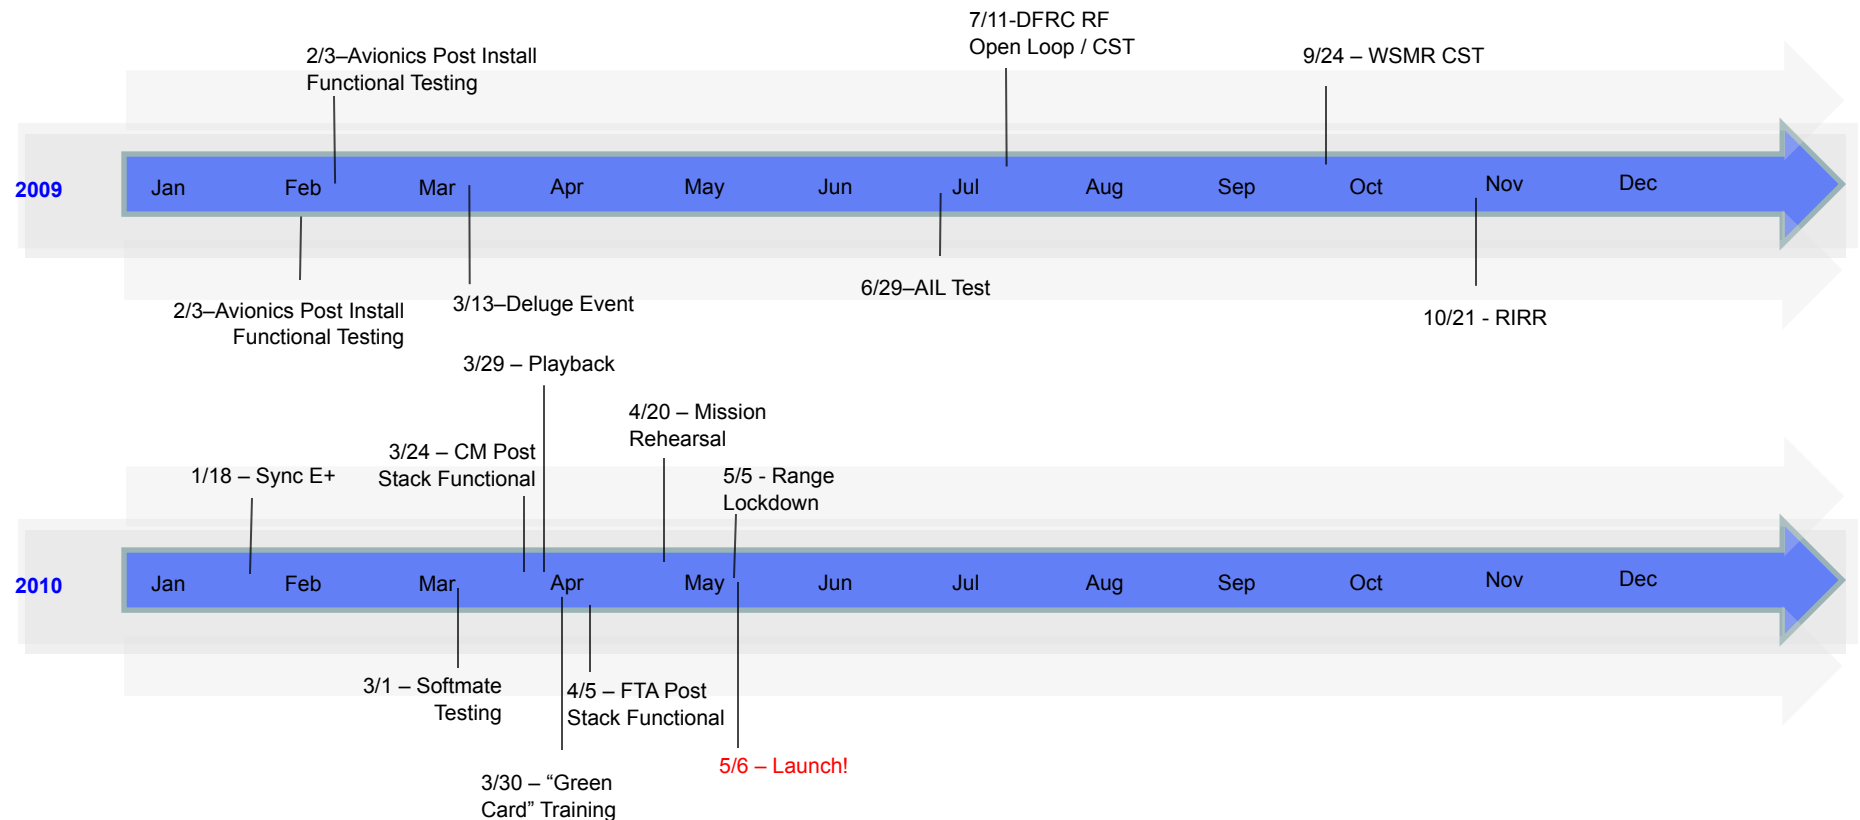 7/11-DFRC RF
Open Loop / CST
2/3–Avionics Post Install
Functional Testing
9/24 – WSMR CST
2009
Jan
Feb
Mar
Apr
May
Jun
Jul
Aug
Sep
Oct
Nov
Dec
2/3–Avionics Post Install
Functional Testing
3/13–Deluge Event
6/29–AIL Test
10/21 - RIRR
3/29 – Playback
4/20 – Mission
Rehearsal
3/24 – CM Post
Stack Functional
1/18 – Sync E+
5/5 - Range
Lockdown
2010
Jan
Feb
Mar
Apr
May
Jun
Jul
Aug
Sep
Oct
Nov
Dec
3/1 – Softmate
Testing
4/5 – FTA Post
Stack Functional
5/6 – Launch!
3/30 – “Green
Card” Training